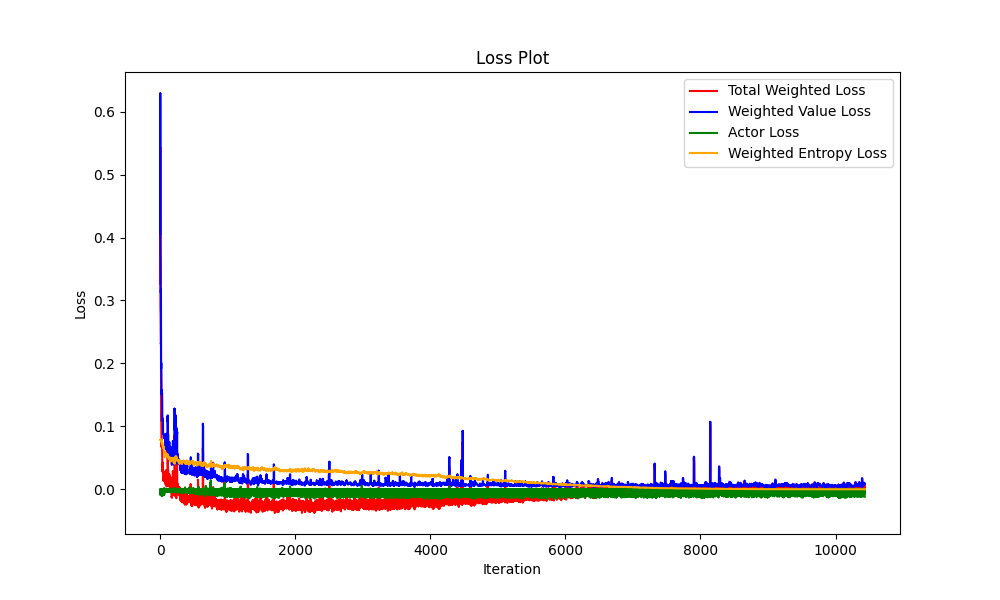 Loss Plot
Total Weighted Loss
Weighted Value Loss
Actor Loss
Weighted Entropy Loss
Loss
0.6
0.5
0.4
0.3
0.2
0.1
0.0
0 2000 4000 6000 8000 10000
Iteration